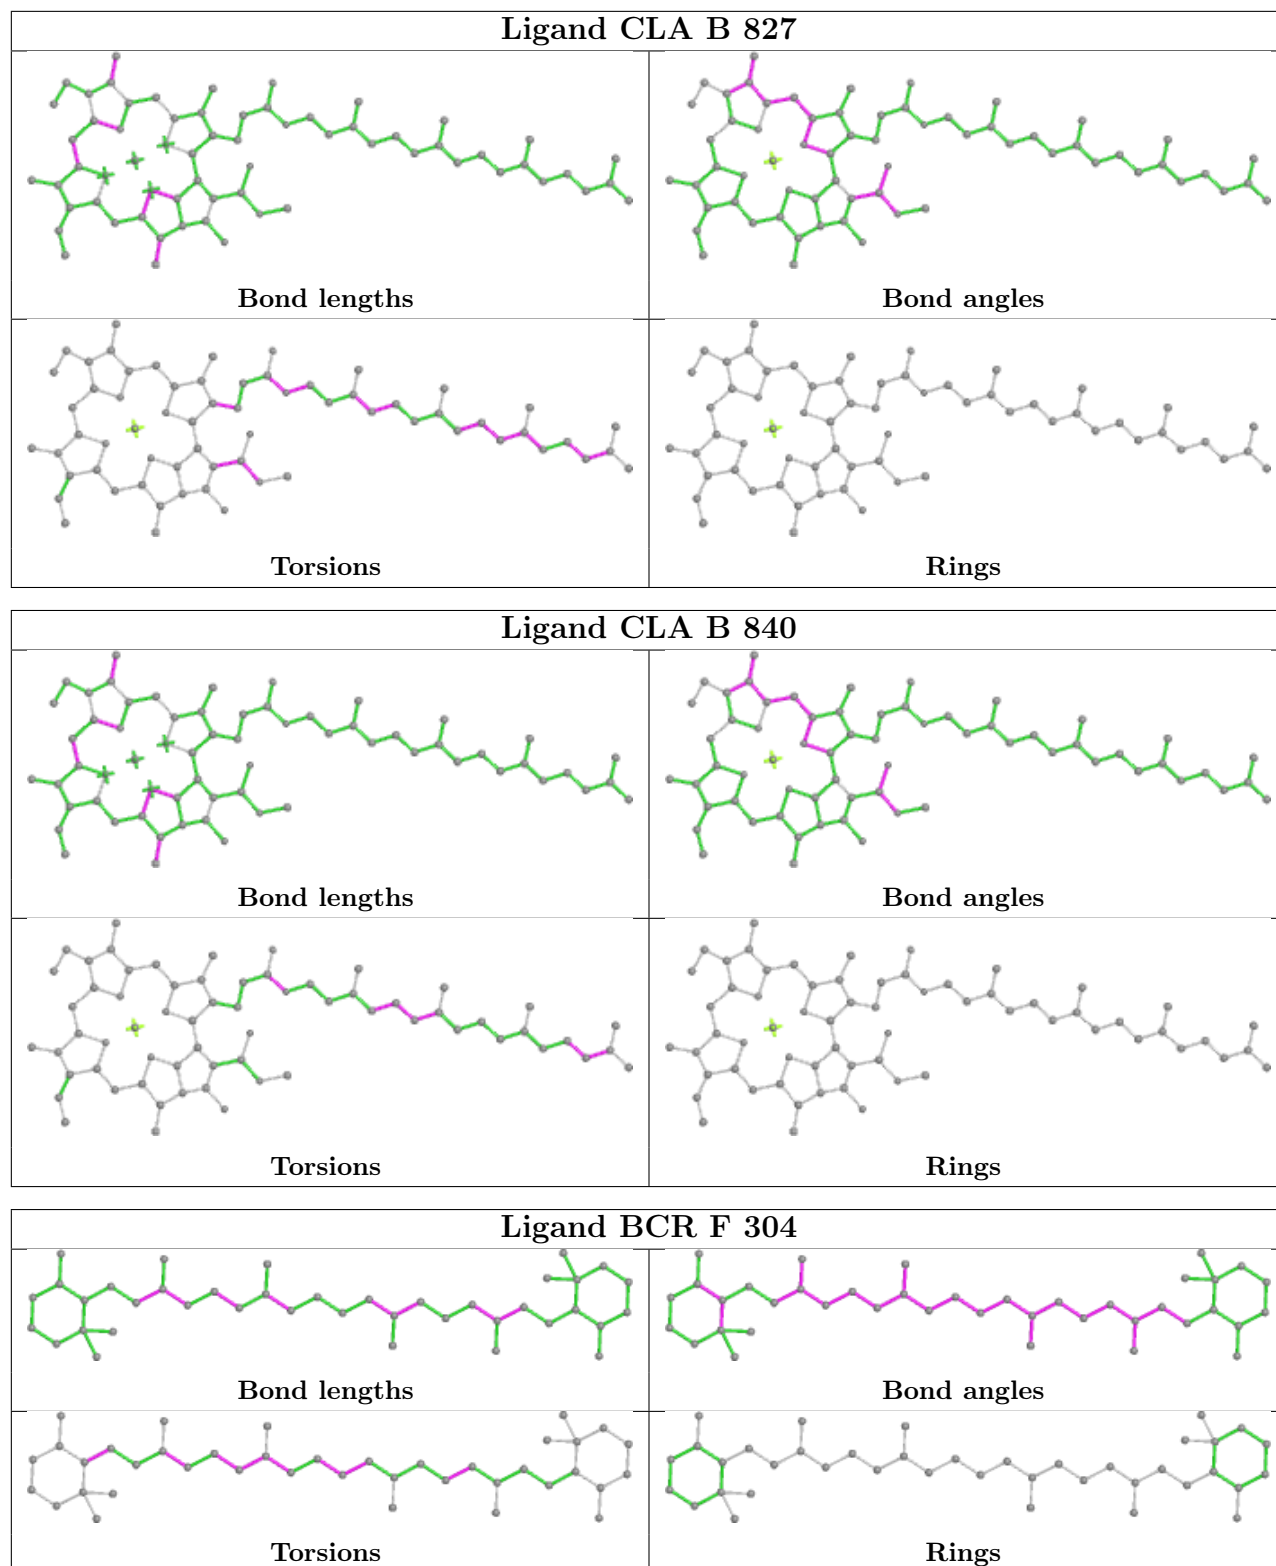 Ligand CLA B 827
Bond lengths
Bond angles
Torsions
Rings
Ligand CLA B 840
Bond lengths
Bond angles
Torsions
Rings
Ligand BCR F 304
Bond lengths
Bond angles
Torsions
Rings